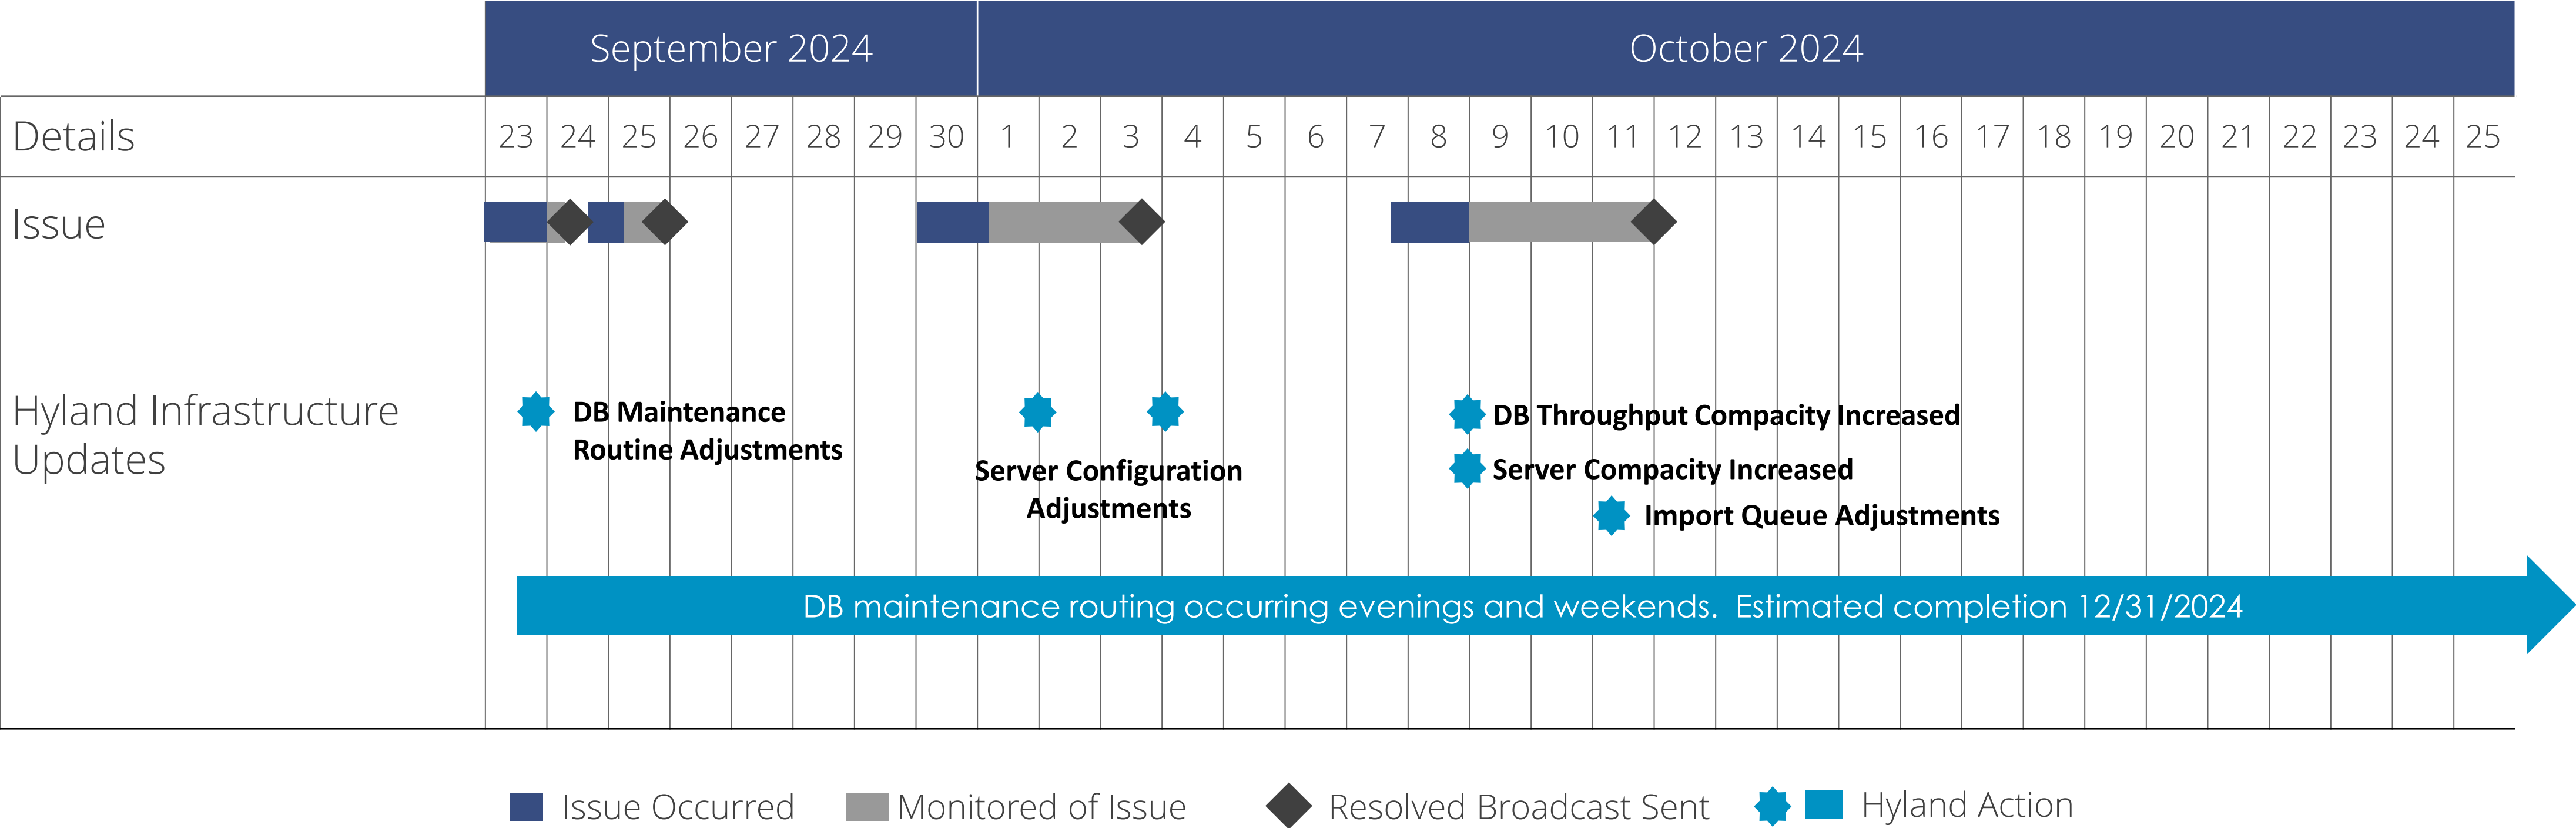 September 2024
October 2024
Details
23 24 25 26 27 28 29 30 1 2 3 4 5 6 7 8 9 10 11 12 13 14 15 16 17 18 19 20 21 22 23 24 25
Issue
Hyland Infrastructure
Updates
DB Maintenance
Routine Adjustments
Server Configuration
Adjustments
DB Throughput Compacity Increased
Server Compacity Increased
Import Queue Adjustments
DB maintenance routing occurring evenings and weekends.  Estimated completion 12/31/2024
Issue Occurred
Monitored of Issue
Resolved Broadcast Sent
Hyland Action